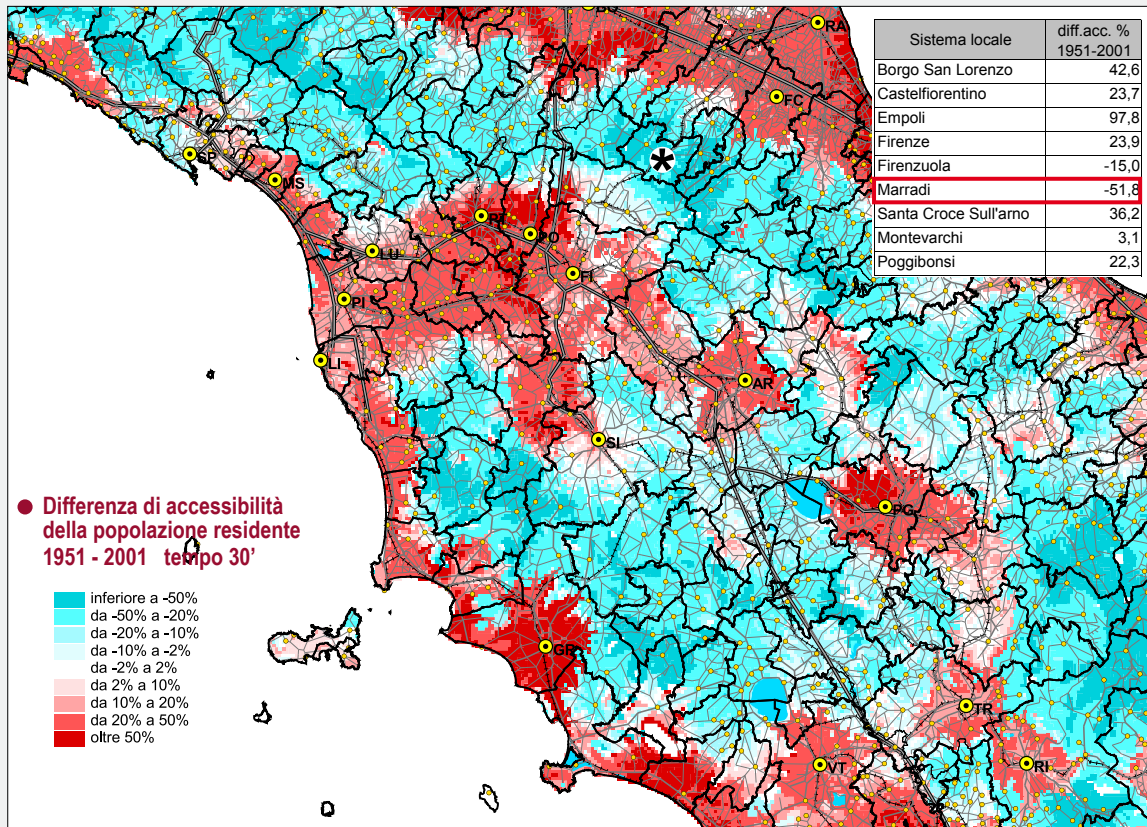 Sistema locale diff.acc. % 1951-2001
Borgo San Lorenzo 42,6
Castelfiorentino 23,7
Empoli 97,8
Firenze 23,9
Firenzuola -15,0
Marradi -51,8
Santa Croce Sull'arno 36,2
Montevarchi 3,1
Poggibonsi 22,3
RA
FC
*
SP
MS
PT
PO
LU
FI
PI
LI
AR
SI
PG
GR
TR
VT
RI
● Differenza di accessibilità
della popolazione residente
1951 - 2001 tempo 30’
inferiore a -50%
da -50% a -20%
da -20% a -10%
da -10% a -2%
da -2% a 2%
da 2% a 10%
da 10% a 20%
da 20% a 50%
oltre 50%